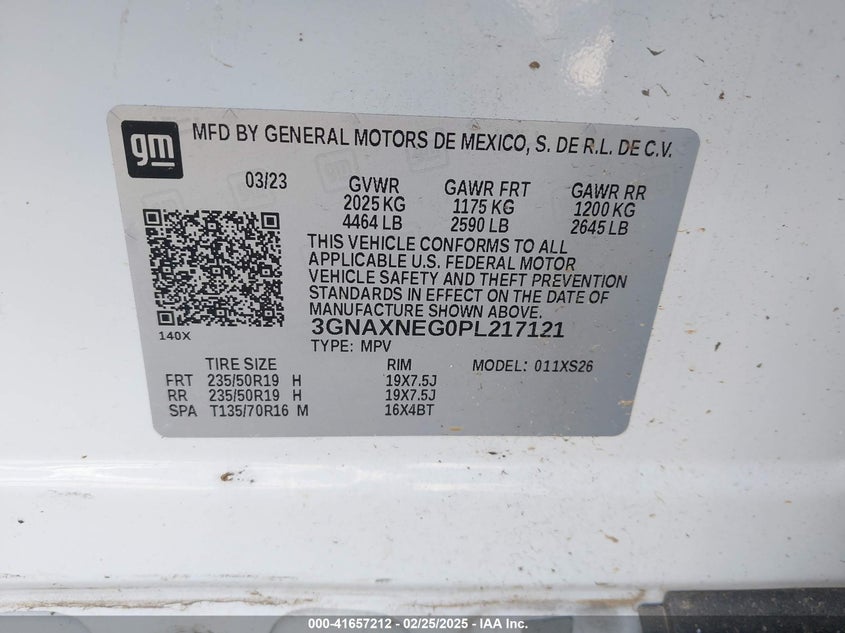 gm
MFD BY GENERAL MOTORS DE MEXICO, S. DE R.L. DE C.V.
03/23
GVWR GAWR FRT GAWR RR
2025 KG 1175 KG 1200 KG
4464 LB 2590 LB 2645 LB
THIS VEHICLE CONFORMS TO ALL
APPLICABLE U.S. FEDERAL MOTOR
VEHICLE SAFETY AND THEFT PREVENTION
STANDARDS IN EFFECT ON THE DATE OF
MANUFACTURE SHOWN ABOVE.
3GNAXNEG0PL217121
140X
TYPE: MPV
MODEL: 011XS26
TIRE SIZE RIM
FRT 235/50R19 H 19X7.5J
RR 235/50R19 H 19X7.5J
SPA T135/70R16 M 16X4BT
000-41657212 - 02/25/2025 - IAA Inc.